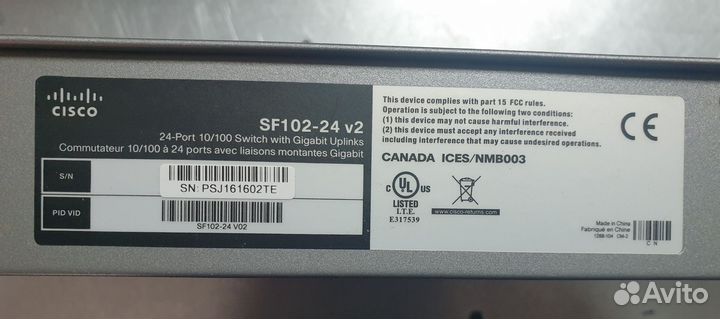 CISCO
SF102-24 v2
24-Port 10/100 Switch with Gigabit Uplinks
Commutateur 10/100 à 24 ports avec liaisons montantes Gigabit
S/N
SN: PSJ161602TE
PID VID
SF102-24 V02
This device complies with part 15 FCC rules.
Operation is subject to the following two conditions:
(1) this device may not cause harmful interference.
(2) this device must accept any interference received
including interference that may cause undesired operations.
CE
CANADA ICES/NMB003
C UL US
LISTED
I.T.E.
E317539
www.cisco-returns.com
Made in China
Fabriqué en Chine
C N
Avito